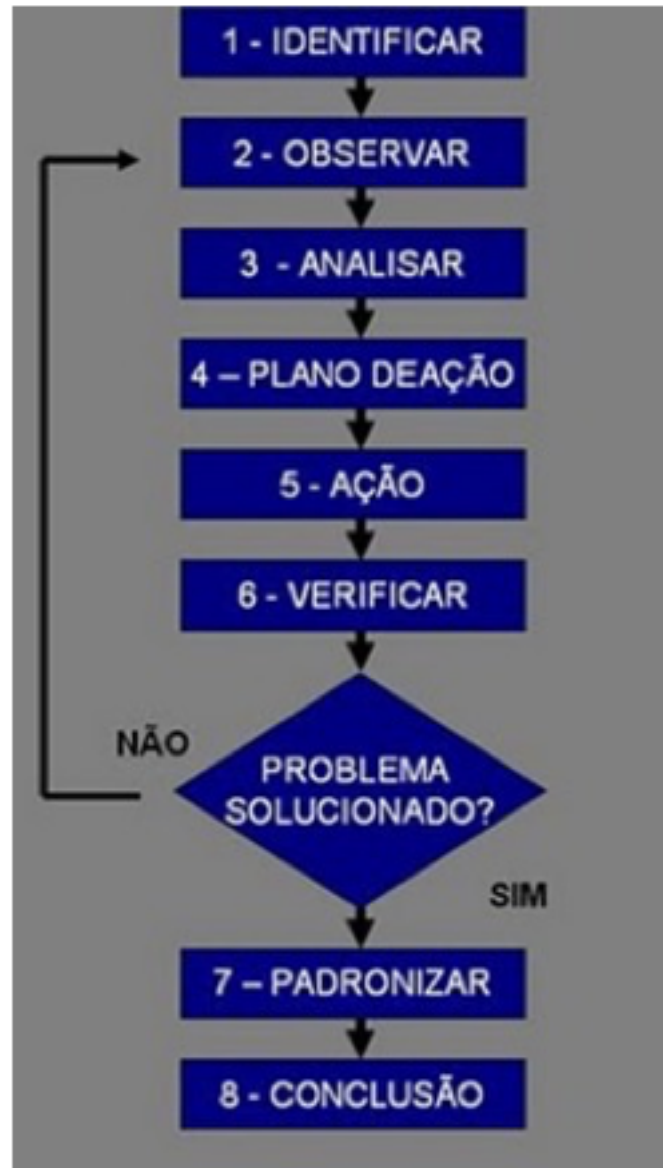 1 - IDENTIFICAR
2 - OBSERVAR
3 - ANALISAR
4 – PLANO DEAÇÃO
5 - AÇÃO
6 - VERIFICAR
NÃO
PROBLEMA
SOLUCIONADO?
SIM
7 – PADRONIZAR
8 - CONCLUSÃO